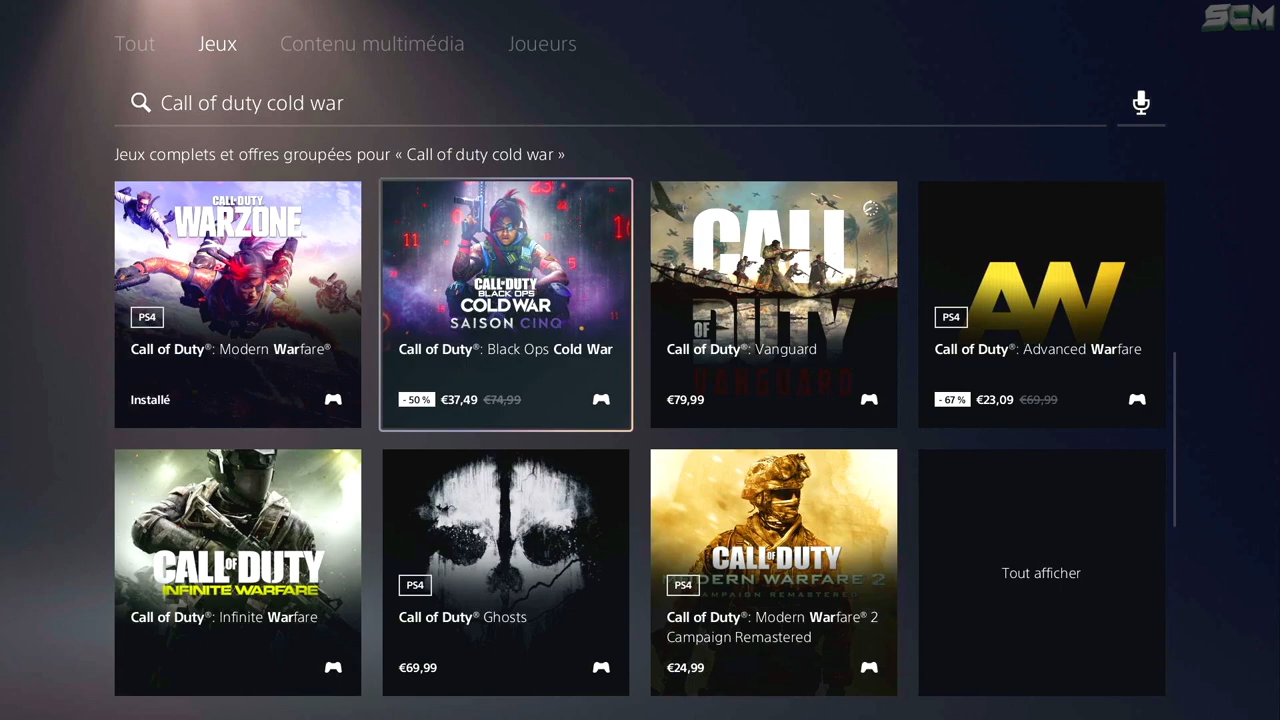 SCM
Tout Jeux Contenu multimédia Joueurs
Call of duty cold war
Jeux complets et offres groupées pour « Call of duty cold war »
CALL OF DUTY
WARZONE
PS4
Call of Duty®: Modern Warfare®
Installé
11
5
CALL OF DUTY
BLACK OPS
COLD WAR
SAISON CINQ
Call of Duty®: Black Ops Cold War
- 50 % €37,49 €74,99
CALL
OF DUTY
VANGUARD
Call of Duty®: Vanguard
€79,99
AW
PS4
Call of Duty®: Advanced Warfare
- 67 % €23,09 €69,99
CALL OF DUTY
INFINITE WARFARE
Call of Duty®: Infinite Warfare
PS4
Call of Duty® Ghosts
€69,99
CALL OF DUTY
MODERN WARFARE 2
CAMPAIGN REMASTERED
PS4
Call of Duty®: Modern Warfare® 2
Campaign Remastered
€24,99
Tout afficher